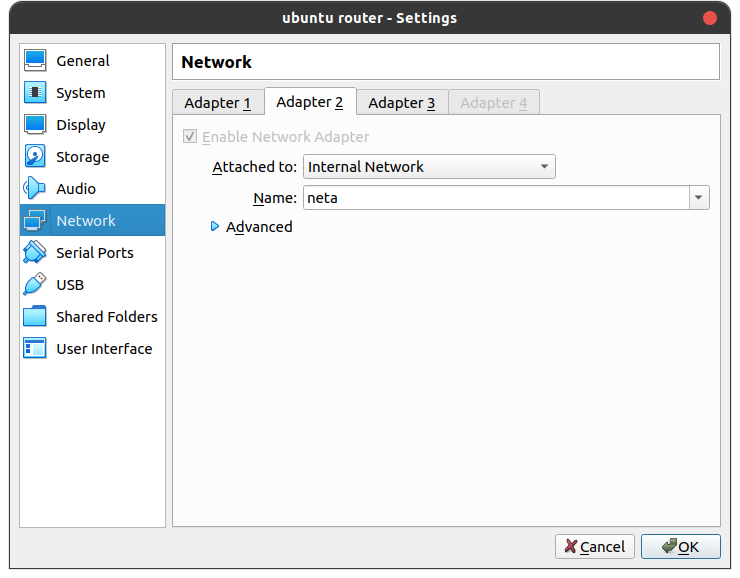 ubuntu router - Settings
General
System
Display
Storage
Audio
Network
Serial Ports
USB
Shared Folders
User Interface
Network
Adapter 1 Adapter 2 Adapter 3 Adapter 4
Enable Network Adapter
Attached to: Internal Network
Name: neta
Advanced
Cancel OK